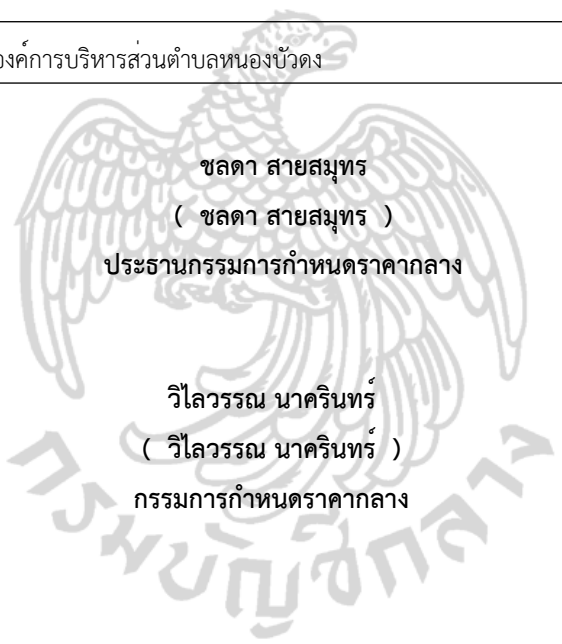 องค์การบริหารส่วนตำบลหนองบัวดง
ชลดา สายสมุทร
( ชลดา สายสมุทร )
ประธานกรรมการกำหนดราคากลาง
วิไลวรรณ นาครินทร์
( วิไลวรรณ นาครินทร์ )
กรรมการกำหนดราคากลาง
กรมบัญชีกลาง